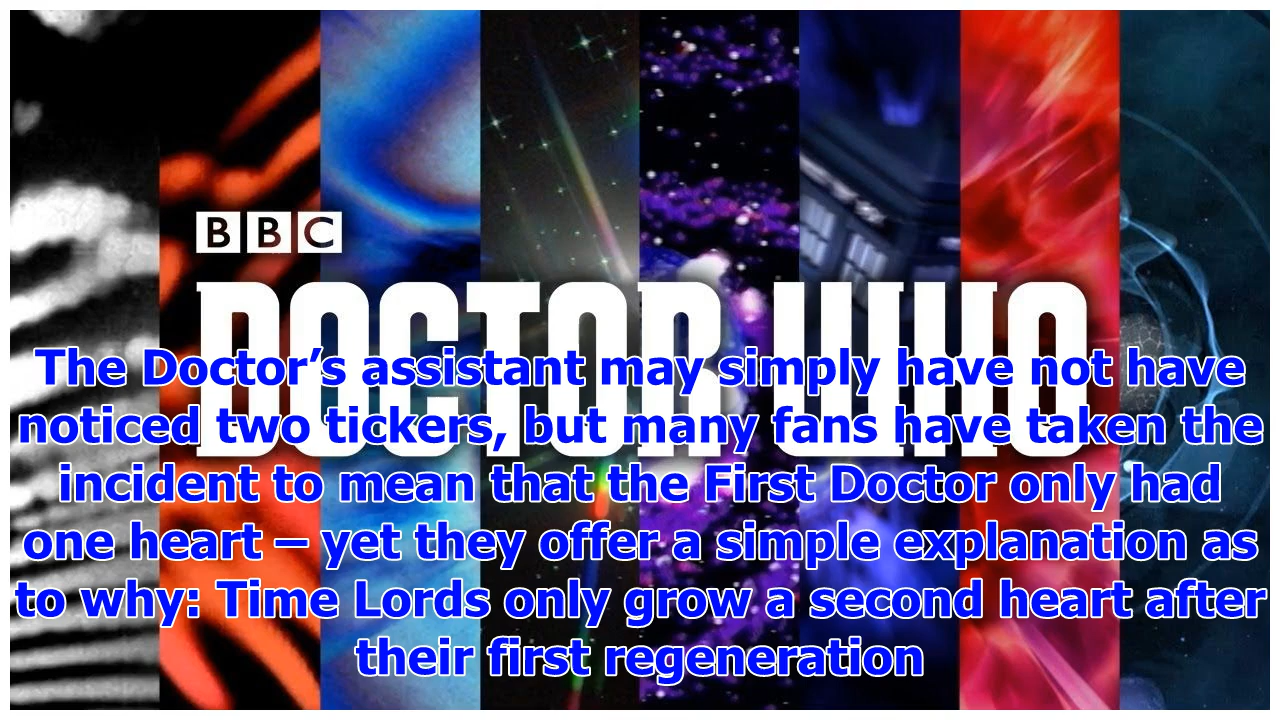 BBC
DOCTOR WHO
The Doctor’s assistant may simply have not have
noticed two tickers, but many fans have taken the
incident to mean that the First Doctor only had
one heart – yet they offer a simple explanation as
to why: Time Lords only grow a second heart after
their first regeneration